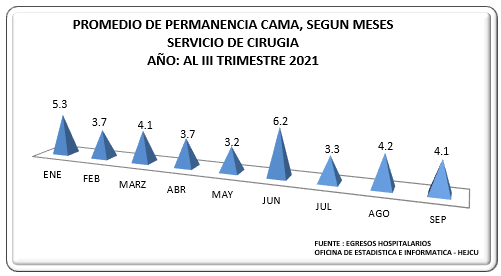 PROMEDIO DE PERMANENCIA CAMA, SEGUN MESES
SERVICIO DE CIRUGIA
AÑO: AL III TRIMESTRE 2021
5.3
3.7
4.1
3.7
3.2
6.2
3.3
4.2
4.1
ENE
FEB
MARZ
ABR
MAY
JUN
JUL
AGO
SEP
FUENTE : EGRESOS HOSPITALARIOS
OFICINA DE ESTADISTICA E INFORMATICA - HEJCU